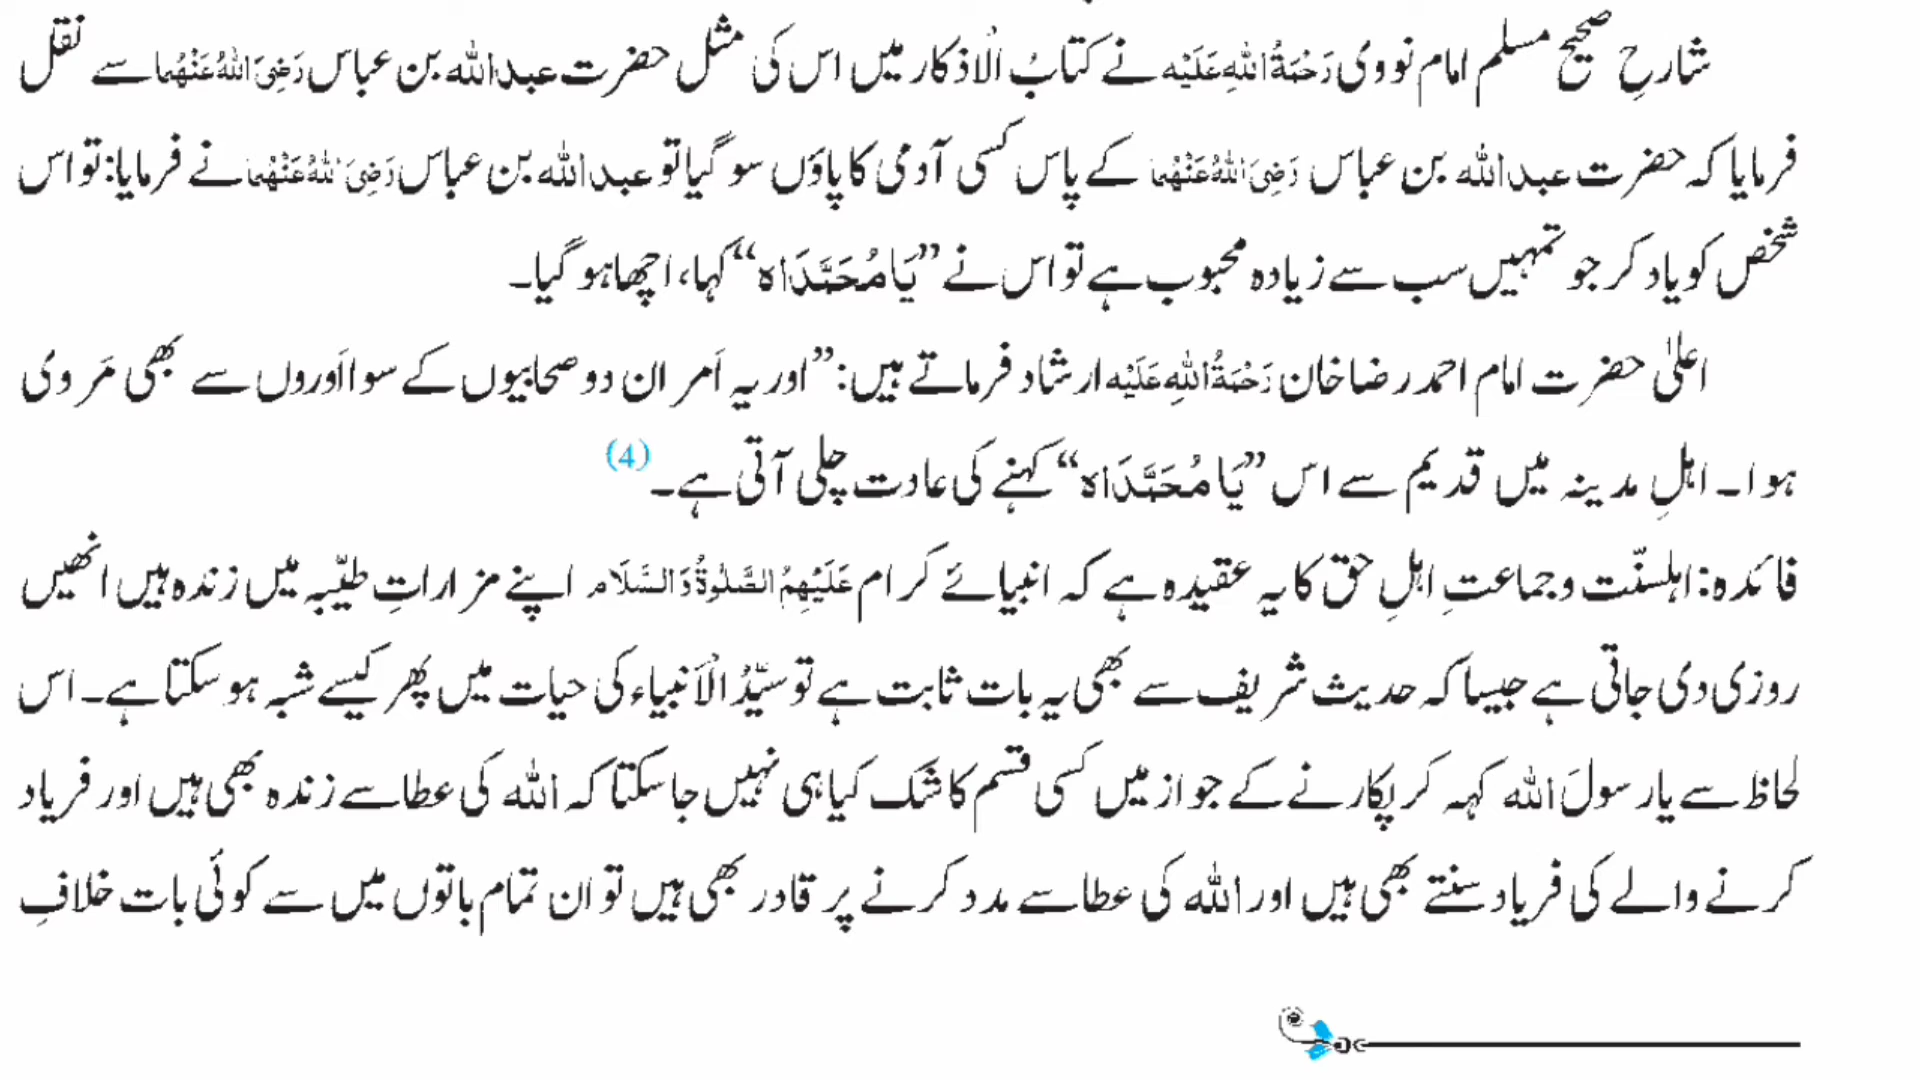 شارحِ صحیح مسلم امام نووی رَحْمَۃُ اللہِ عَلَیْہ نے کتابُ الْاَذکار میں اس کی مثل حضرت عبد اللہ بن عباس رَضِیَ اللہُ عَنْہُما سے نقل
فرمایا کہ حضرت عبد اللہ بن عباس رَضِیَ اللہُ عَنْہُما کے پاس کسی آدمی کا پاؤں سو گیا تو عبد اللہ بن عباس رَضِیَ اللہُ عَنْہُما نے فرمایا: تو اس
شخص کو یاد کر جو تمہیں سب سے زیادہ محبوب ہے تو اس نے ”یَا مُحَمَّدَاہ“ کہا، اچھا ہو گیا۔
اعلیٰ حضرت امام احمد رضا خان رَحْمَۃُ اللہِ عَلَیْہ ارشاد فرماتے ہیں: ”اور یہ اَمر ان دو صحابیوں کے سوا اَوروں سے بھی مَروی
ہوا۔ اہلِ مدینہ میں قدیم سے اس ”یَا مُحَمَّدَاہ“ کہنے کی عادت چلی آتی ہے۔ (4)
فائدہ: اہلسنّت و جماعتِ اہلِ حق کا یہ عقیدہ ہے کہ انبیائے کرام عَلَیْہِمُ الصَّلٰوۃُ وَالسَّلَام اپنے مزاراتِ طیّبہ میں زندہ ہیں انھیں
روزی دی جاتی ہے جیسا کہ حدیث شریف سے بھی یہ بات ثابت ہے تو سیّدُ الْاَنبیاء کی حیات میں پھر کیسے شبہ ہو سکتا ہے۔ اس
لحاظ سے یارسولَ اللہ کہہ کر پکارنے کے جواز میں کسی قسم کا شک کیا ہی نہیں جا سکتا کہ اللہ کی عطا سے زندہ بھی ہیں اور فریاد
کرنے والے کی فریاد سنتے بھی ہیں اور اللہ کی عطا سے مدد کرنے پر قادر بھی ہیں تو ان تمام باتوں میں سے کوئی بات خلافِ